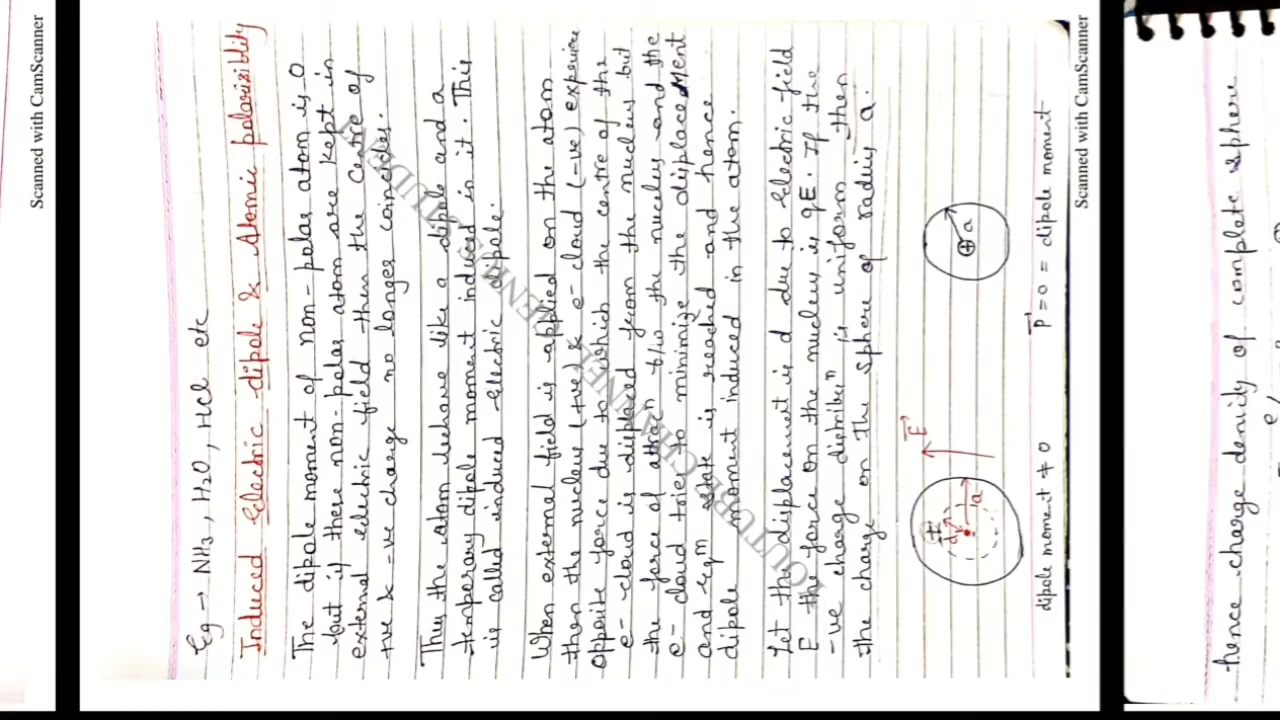 Scanned with CamScanner
Eg → NH3, H2O, HCl etc
Induced Electric dipole & Atomic polarizibility
The dipole moment of non-polar atom is 0
but if these non-polar atom are kept in
external electric field then the centre of
+ve & -ve charge no longer coincides.
Thus the atom behave like a dipole and a
temporary dipole moment induced in it. This
is called induced electric dipole.
When external field is applied on the atom
then the nucleus (+ve) & e- cloud (-ve) experience
opposite force due to which the centre of the
e- cloud is displaced from the nucleus but
the force of attraⁿ b/w the nucleus and the
e- cloud tries to minimize the displacement
and eqᵐ state is reached and hence
dipole moment induced in the atom.
YOUTUBE CHANNEL GENIUS STUDENT
Let the displacement is d due to electric field
E the force on the nucleus is qE. If the
-ve charge distribuⁿ is uniform then
the charge on the sphere of radius a.
E
d
a
a
dipole moment ≠ 0
p = 0 = dipole moment
Scanned with CamScanner
hence charge density of complete sphere